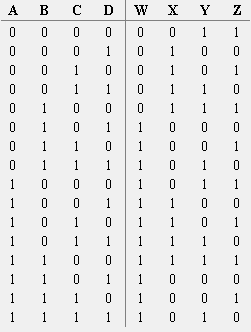 A B C D W X Y Z
0 0 0 0 0 0 1 1
0 0 0 1 0 1 0 0
0 0 1 0 0 1 0 1
0 0 1 1 0 1 1 0
0 1 0 0 0 1 1 1
0 1 0 1 1 0 0 0
0 1 1 0 1 0 0 1
0 1 1 1 1 0 1 0
1 0 0 0 1 0 1 1
1 0 0 1 1 1 0 0
1 0 1 0 1 1 0 1
1 0 1 1 1 1 1 0
1 1 0 0 1 1 1 1
1 1 0 1 1 0 0 0
1 1 1 0 1 0 0 1
1 1 1 1 1 0 1 0